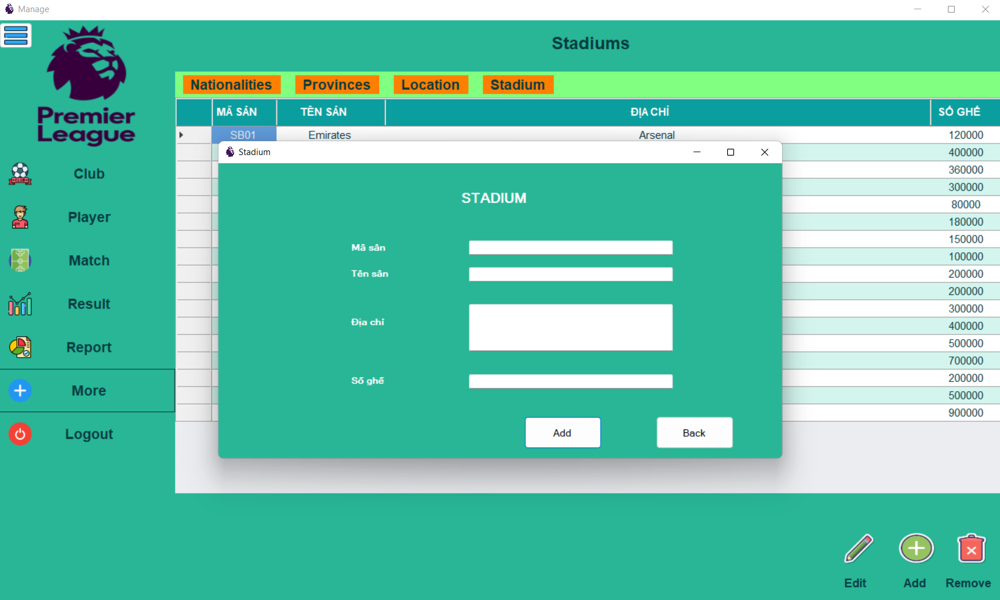 Manage
Stadiums
Premier
League
Nationalities Provinces Location Stadium
MÃ SÂN TÊN SÂN ĐỊA CHỈ SỐ GHẾ
SB01 Emirates Arsenal 120000
400000
360000
300000
80000
180000
150000
100000
200000
200000
300000
400000
500000
700000
200000
500000
900000
Club
Player
Match
Result
Report
More
Logout
Stadium
STADIUM
Mã sân
Tên sân
Địa chỉ
Số ghế
Add Back
Edit Add Remove